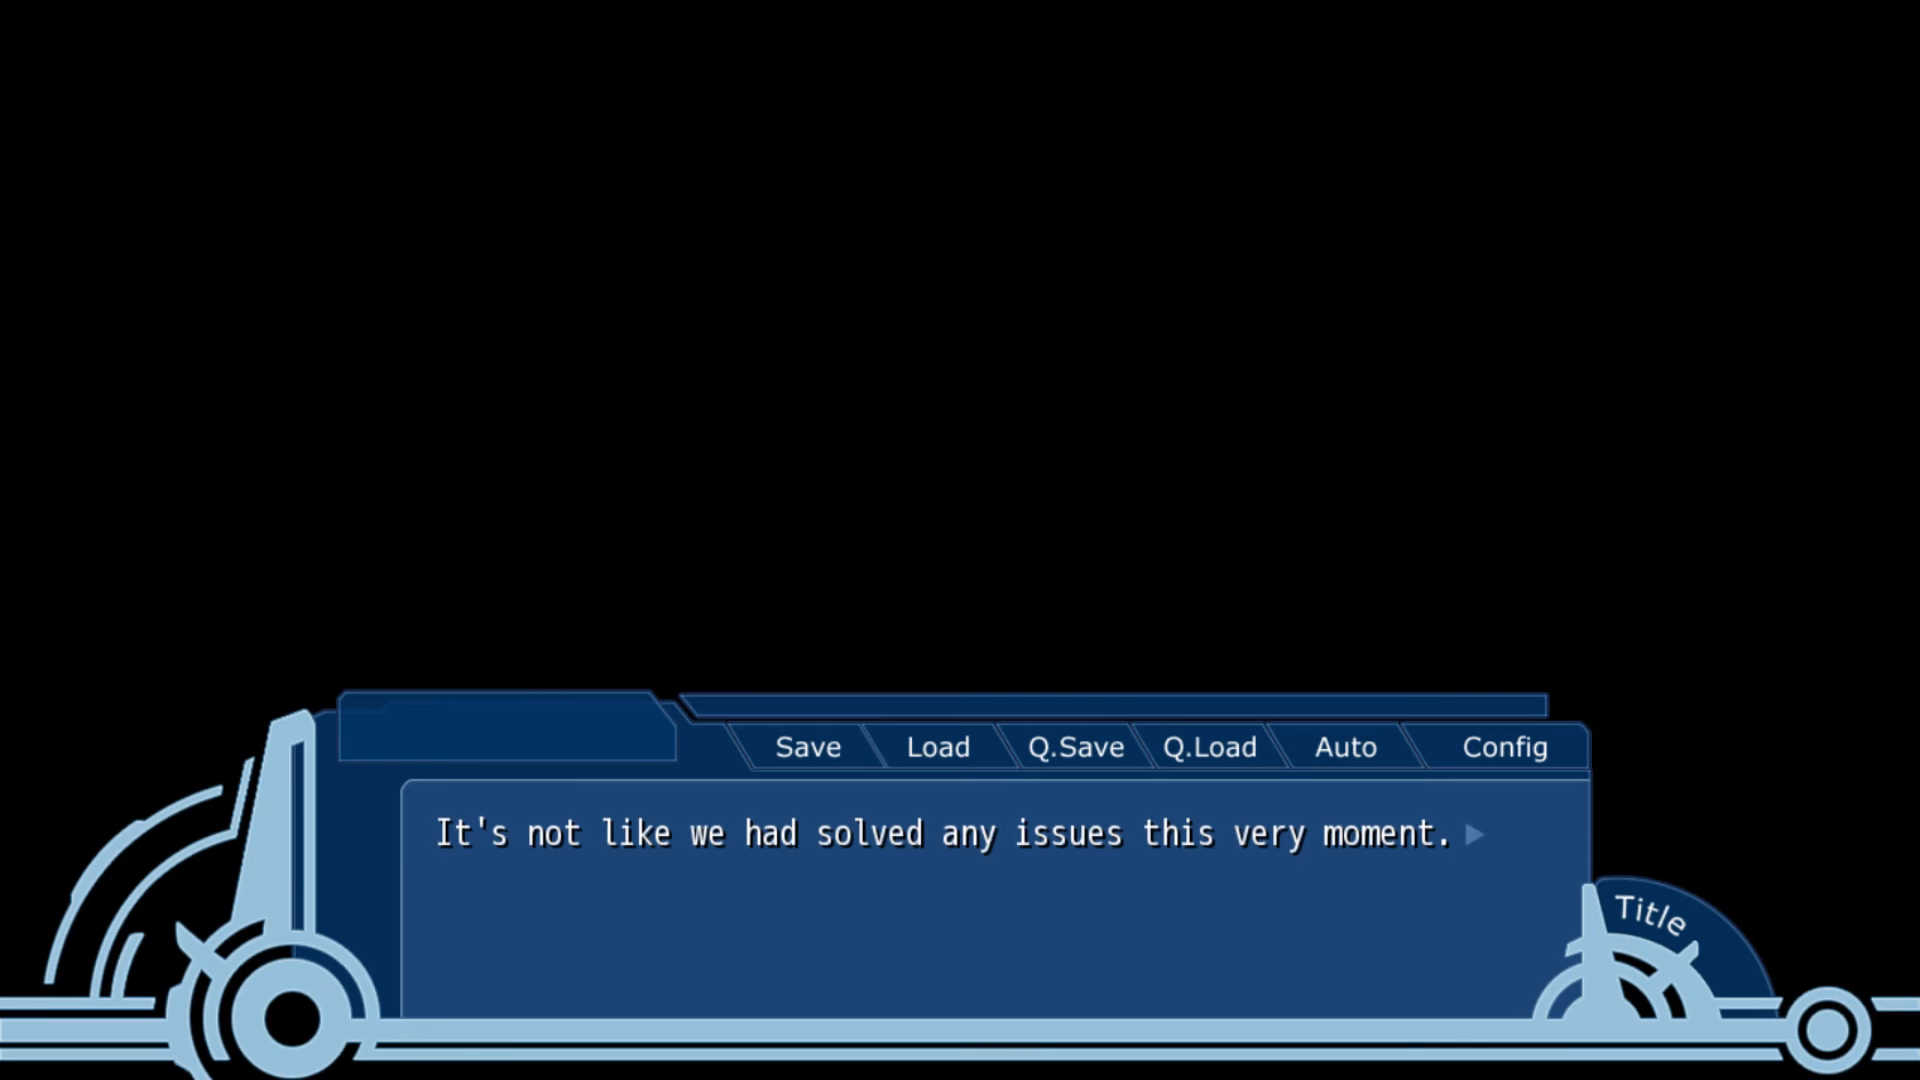 Save Load Q.Save Q.Load Auto Config
It's not like we had solved any issues this very moment.
Title